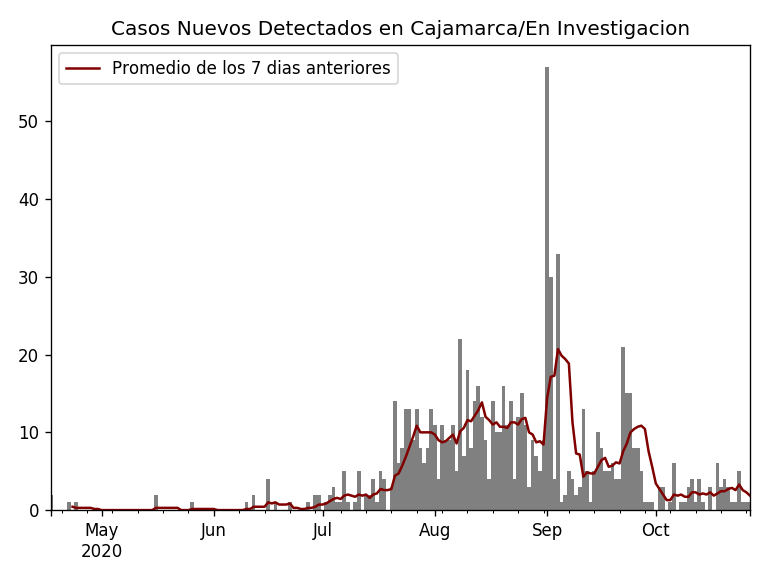 Casos Nuevos Detectados en Cajamarca/En Investigacion
Promedio de los 7 dias anteriores
50
40
30
20
10
0
May Jun Jul Aug Sep Oct
2020